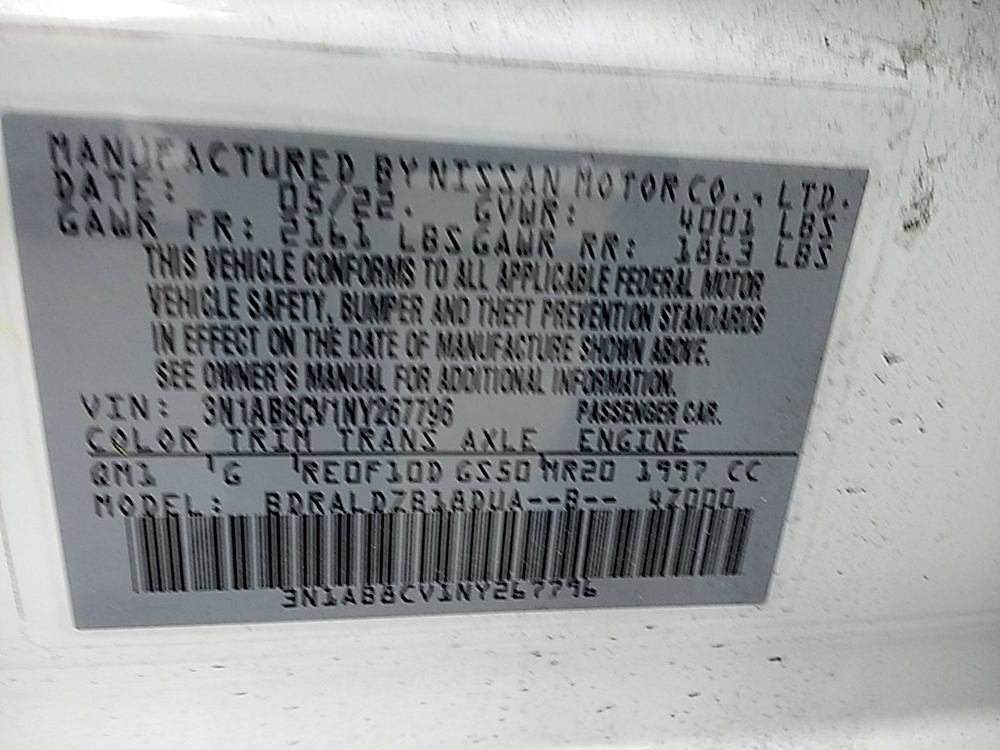 MANUFACTURED BY NISSAN MOTOR CO., LTD.
DATE: 05/22. GVWR: 4001 LBS
GAWR FR: 2161 LBS GAWR RR: 1863 LBS
THIS VEHICLE CONFORMS TO ALL APPLICABLE FEDERAL MOTOR
VEHICLE SAFETY, BUMPER AND THEFT PREVENTION STANDARDS
IN EFFECT ON THE DATE OF MANUFACTURE SHOWN ABOVE.
SEE OWNER'S MANUAL FOR ADDITIONAL INFORMATION.
VIN: 3N1AB8CV1NY267796 PASSENGER CAR.
COLOR TRIM TRANS AXLE ENGINE
QM1 G RE0F10D GS50 MR20 1997 CC
MODEL: BDRALDZ818DUA--B-- 4Z000
3N1AB8CV1NY267796